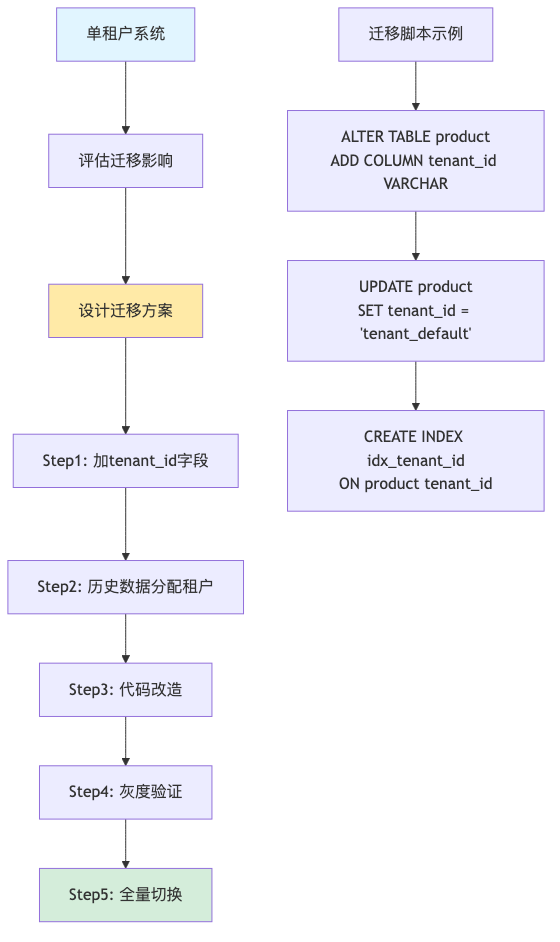 单租户系统
评估迁移影响
设计迁移方案
Step1: 加tenant_id字段
Step2: 历史数据分配租户
Step3: 代码改造
Step4: 灰度验证
Step5: 全量切换
迁移脚本示例
ALTER TABLE product
ADD COLUMN tenant_id
VARCHAR
UPDATE product
SET tenant_id =
'tenant_default'
CREATE INDEX
idx_tenant_id
ON product tenant_id